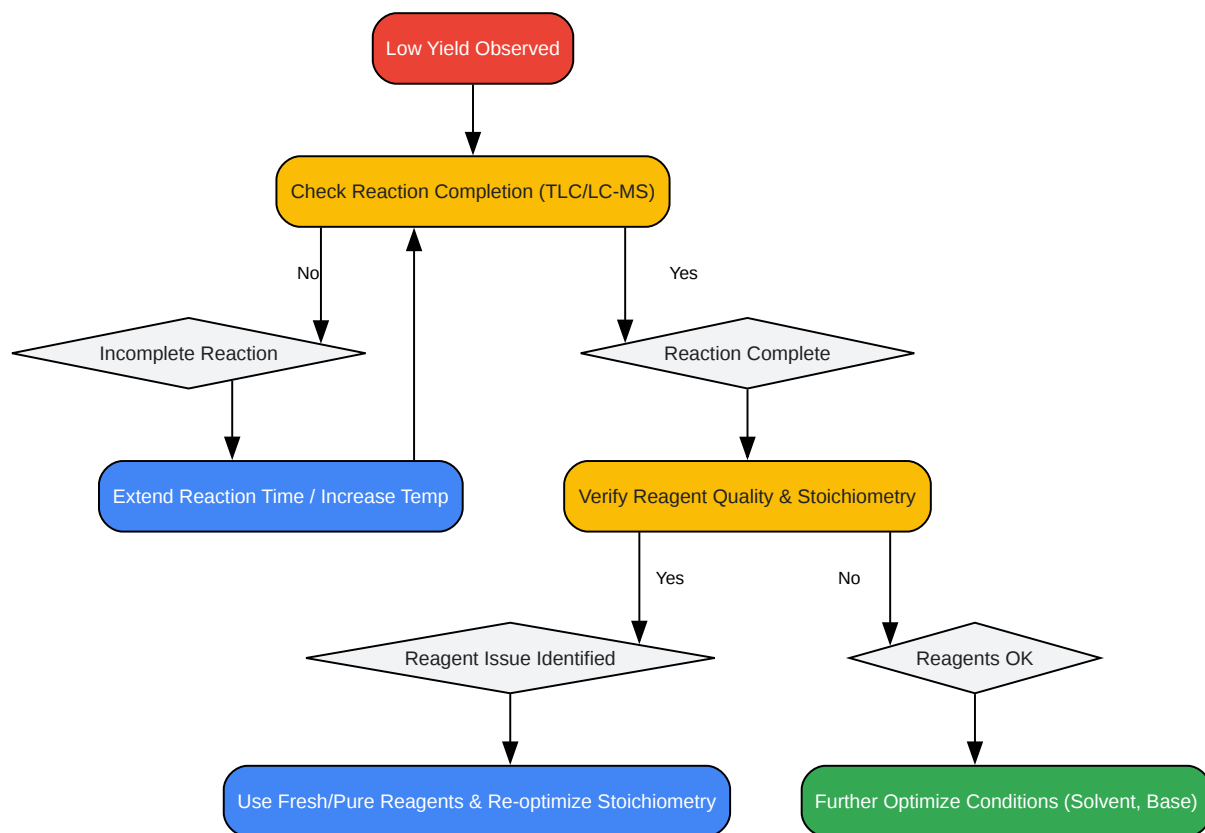 Low Yield Observed
Check Reaction Completion (TLC/LC-MS)
No
Yes
Incomplete Reaction
Reaction Complete
Extend Reaction Time / Increase Temp
Verify Reagent Quality & Stoichiometry
Yes
No
Reagent Issue Identified
Reagents OK
Use Fresh/Pure Reagents & Re-optimize Stoichiometry
Further Optimize Conditions (Solvent, Base)